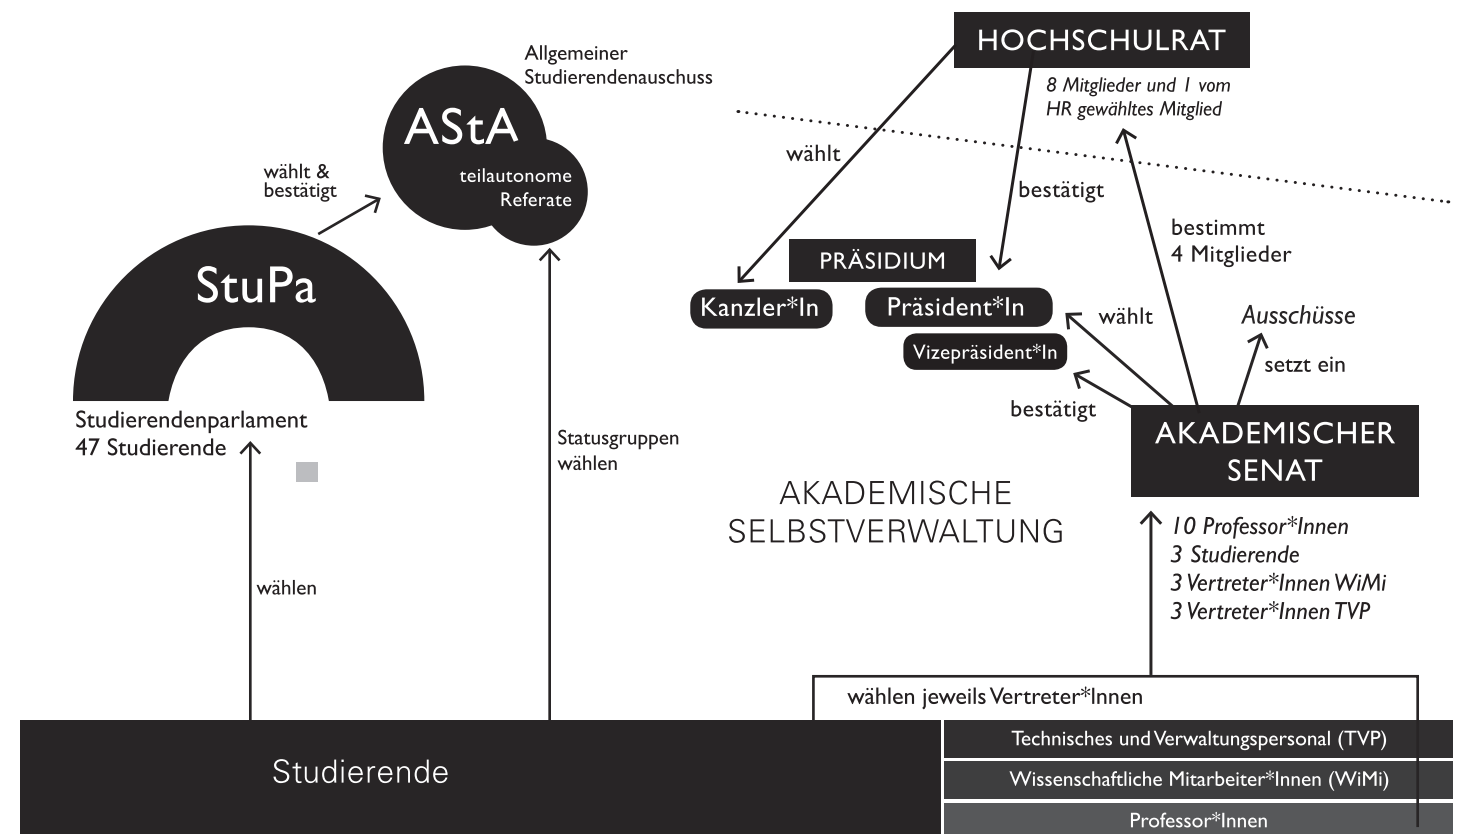 Allgemeiner
Studierendenauschuss
AStA
teilautonome
Referate
wählt &
bestätigt
StuPa
Studierendenparlament
47 Studierende
wählen
Statusgruppen
wählen
HOCHSCHULRAT
8 Mitglieder und 1 vom
HR gewähltes Mitglied
wählt
bestätigt
bestimmt
4 Mitglieder
PRÄSIDIUM
Kanzler*In
Präsident*In
Vizepräsident*In
wählt
bestätigt
Ausschüsse
setzt ein
AKADEMISCHER
SENAT
AKADEMISCHE
SELBSTVERWALTUNG
10 Professor*Innen
3 Studierende
3 Vertreter*Innen WiMi
3 Vertreter*Innen TVP
wählen jeweils Vertreter*Innen
Studierende
Technisches und Verwaltungspersonal (TVP)
Wissenschaftliche Mitarbeiter*Innen (WiMi)
Professor*Innen